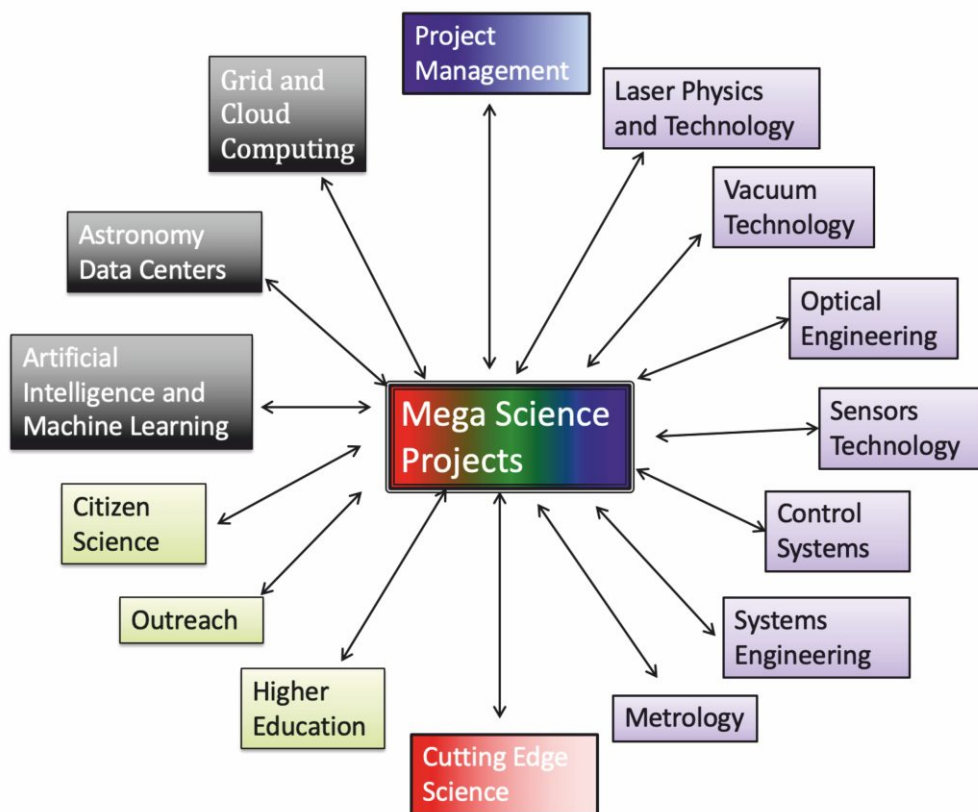 Project
Management
Grid and
Cloud
Computing
Laser Physics
and Technology
Vacuum
Technology
Astronomy
Data Centers
Optical
Engineering
Artificial
Intelligence and
Machine Learning
Mega Science
Projects
Sensors
Technology
Citizen
Science
Control
Systems
Outreach
Systems
Engineering
Higher
Education
Metrology
Cutting Edge
Science